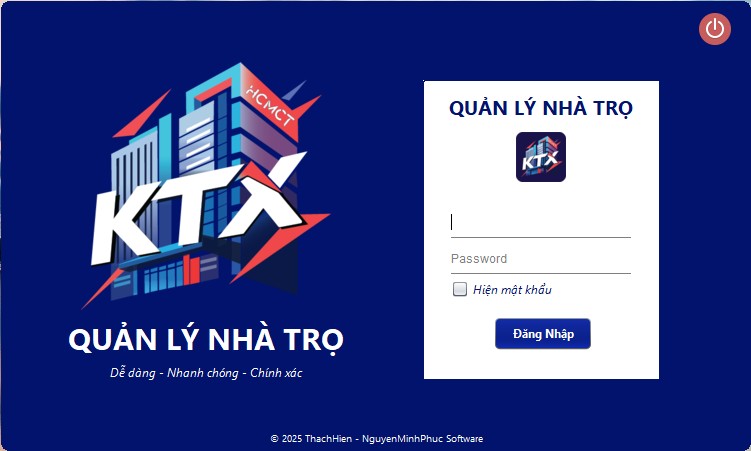 HCMCT
KTX
QUẢN LÝ NHÀ TRỌ
Dễ dàng - Nhanh chóng - Chính xác
QUẢN LÝ NHÀ TRỌ
KTX
Password
Hiện mật khẩu
Đăng Nhập
© 2025 ThachHien - NguyenMinhPhuc Software